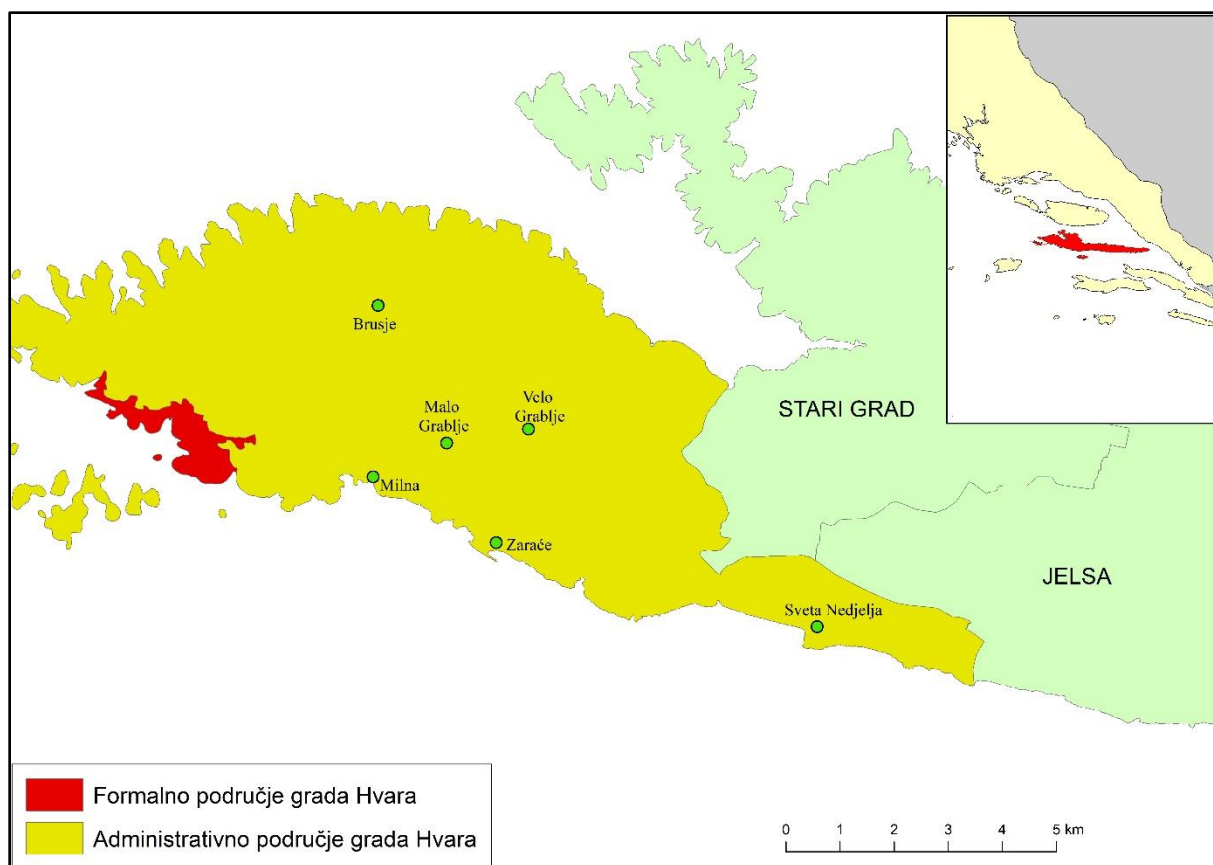 Brusje
Malo
Grablje
Velo
Grablje
STARI GRAD
Milna
Zaraće
JELSA
Sveta Nedjelja
Formalno područje grada Hvara
Administrativno područje grada Hvara
0 1 2 3 4 5 km